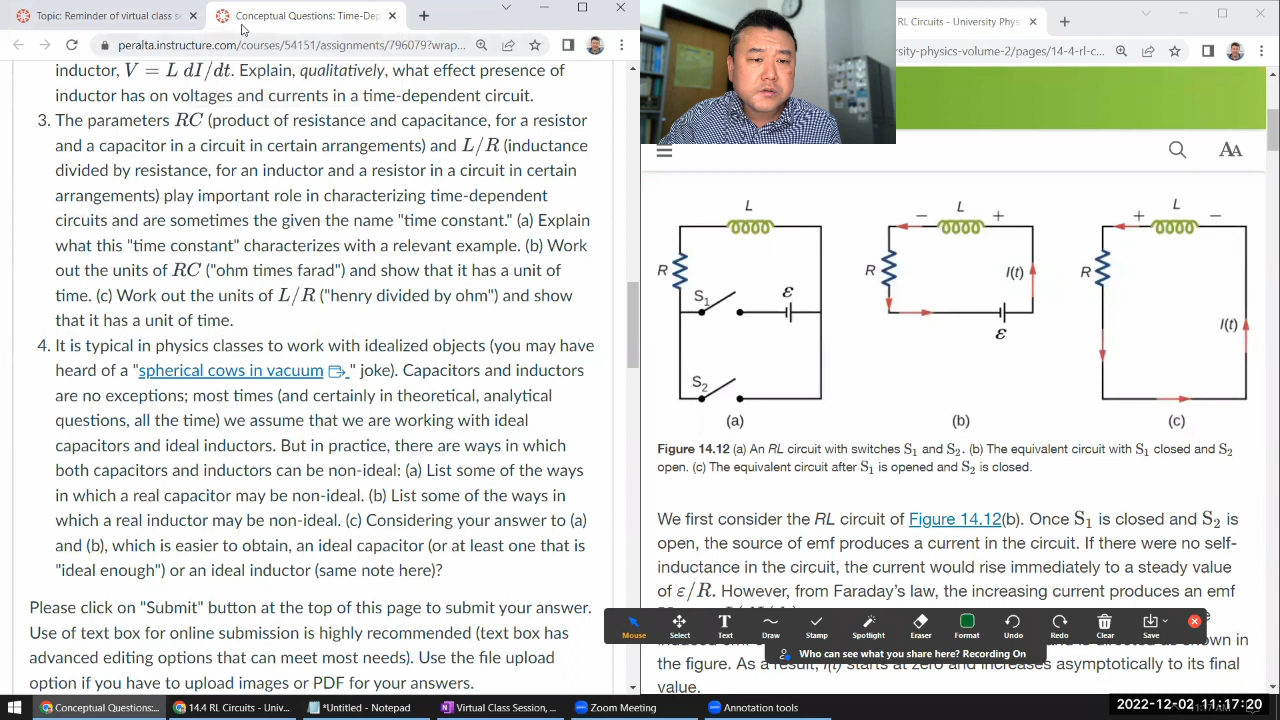 Topic Reminder of virtual class s
Conceptual Questions: Time-Dep
RL Circuits - University Phys
peralta.instructure.com/courses/54151/assignments/796079?wrap...
rsity-physics-volume-2/pages/14-4-rl-c...
inductor, V = L dI/dt. Explain, qualitatively, what effect presence of
inductor has on voltages and currents in a time-dependent circuit.
3. The parameters RC (product of resistance and capacitance, for a resistor
and a capacitor in a circuit in certain arrangements) and L/R (inductance
divided by resistance, for an inductor and a resistor in a circuit in certain
arrangements) play important role in characterizing time-dependent
circuits and are sometimes the given the name "time constant." (a) Explain
what this "time constant" characterizes with a relevant example. (b) Work
out the units of RC ("ohm times farad") and show that it has a unit of
time. (c) Work out the units of L/R ("henry divided by ohm") and show
that it has a unit of time.
4. It is typical in physics classes to work with idealized objects (you may have
heard of a "spherical cows in vacuum " joke). Capacitors and inductors
are no exceptions; most times (and certainly in theoretical, analytical
questions, all the time) we assume that we are working with ideal
capacitors and ideal inductors. But in practice, there are ways in which
both capacitors and inductors can be non-ideal: (a) List some of the ways
in which a real capacitor may be non-ideal. (b) List some of the ways in
which a real inductor may be non-ideal. (c) Considering your answer to (a)
and (b), which is easier to obtain, an ideal capacitor (or at least one that is
"ideal enough") or an ideal inductor (same note here)?
Please click on "Submit" button at the top of this page to submit your answer.
Use of text box for online submission is highly recommended (text box has
advanced editing options that can meet most needs). Use the file upload
option if you have to upload images or PDF for your answers.
AA
L
R
S1
ε
S2
(a)
− L +
R
I(t)
ε
(b)
+ L −
R
I(t)
(c)
Figure 14.12 (a) An RL circuit with switches S1 and S2. (b) The equivalent circuit with S1 closed and S2
open. (c) The equivalent circuit after S1 is opened and S2 is closed.
We first consider the RL circuit of Figure 14.12(b). Once S1 is closed and S2 is
open, the source of emf produces a current in the circuit. If there were no self-
inductance in the circuit, the current would rise immediately to a steady value
of ε/R. However, from Faraday's law, the increasing current produces an emf
Mouse Select Text Draw Stamp Spotlight Eraser Format Undo Redo Clear Save
Who can see what you share here? Recording On
the figure. As a result, I(t) starts at zero and increases asymptotically to its final
value.
Conceptual Questions:...
14.4 RL Circuits - Univ...
*Untitled - Notepad
Virtual Class Session, ...
Zoom Meeting
Annotation tools
2022-12-02 11:17:20